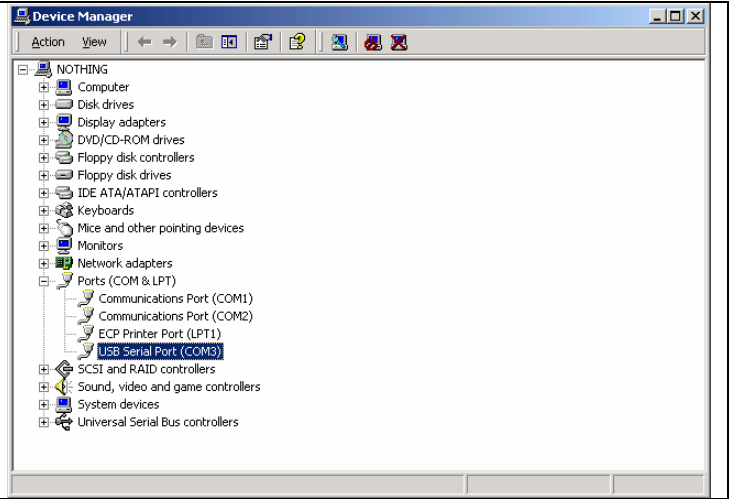 Device Manager
Action View
NOTHING
Computer
Disk drives
Display adapters
DVD/CD-ROM drives
Floppy disk controllers
Floppy disk drives
IDE ATA/ATAPI controllers
Keyboards
Mice and other pointing devices
Monitors
Network adapters
Ports (COM & LPT)
Communications Port (COM1)
Communications Port (COM2)
ECP Printer Port (LPT1)
USB Serial Port (COM3)
SCSI and RAID controllers
Sound, video and game controllers
System devices
Universal Serial Bus controllers